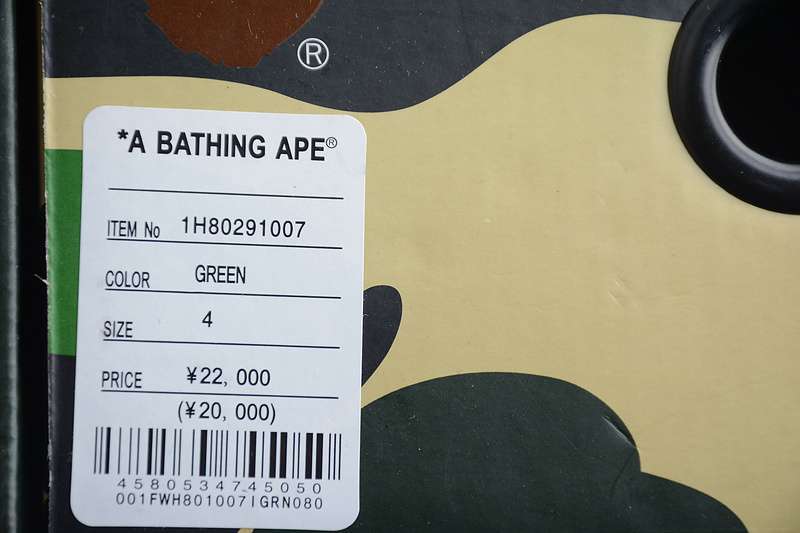 ®
*A BATHING APE®
ITEM No 1H80291007
COLOR GREEN
SIZE 4
PRICE ¥22, 000
(¥20, 000)
4580534745050
001FWH801007IGRN080